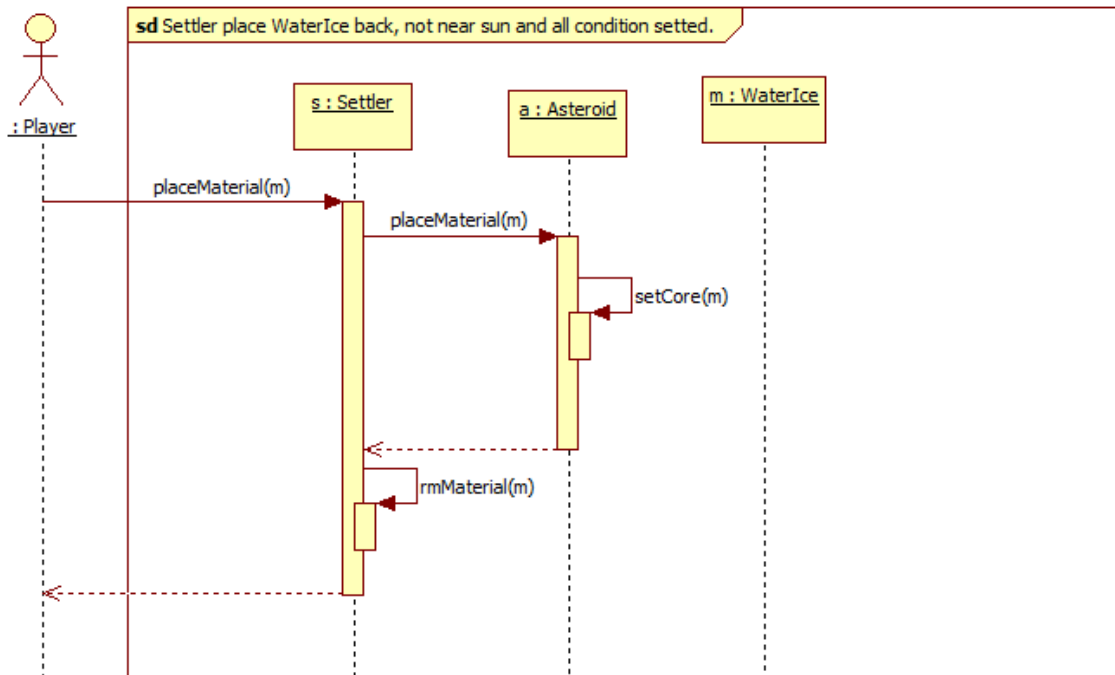 sd Settler place WaterIce back, not near sun and all condition setted.
: Player
s : Settler
a : Asteroid
m : WaterIce
placeMaterial(m)
placeMaterial(m)
setCore(m)
rmMaterial(m)